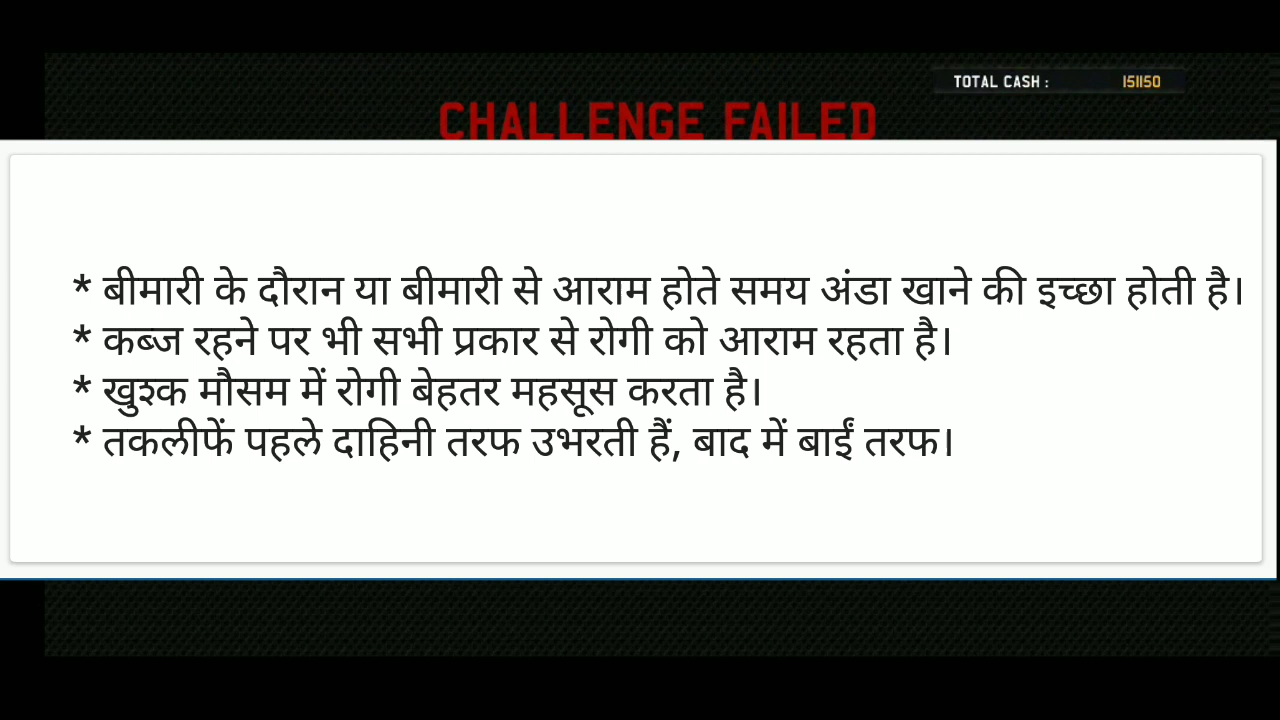 TOTAL CASH : 151150
CHALLENGE FAILED
* बीमारी के दौरान या बीमारी से आराम होते समय अंडा खाने की इच्छा होती है।
* कब्ज रहने पर भी सभी प्रकार से रोगी को आराम रहता है।
* खुश्क मौसम में रोगी बेहतर महसूस करता है।
* तकलीफें पहले दाहिनी तरफ उभरती हैं, बाद में बाईं तरफ।